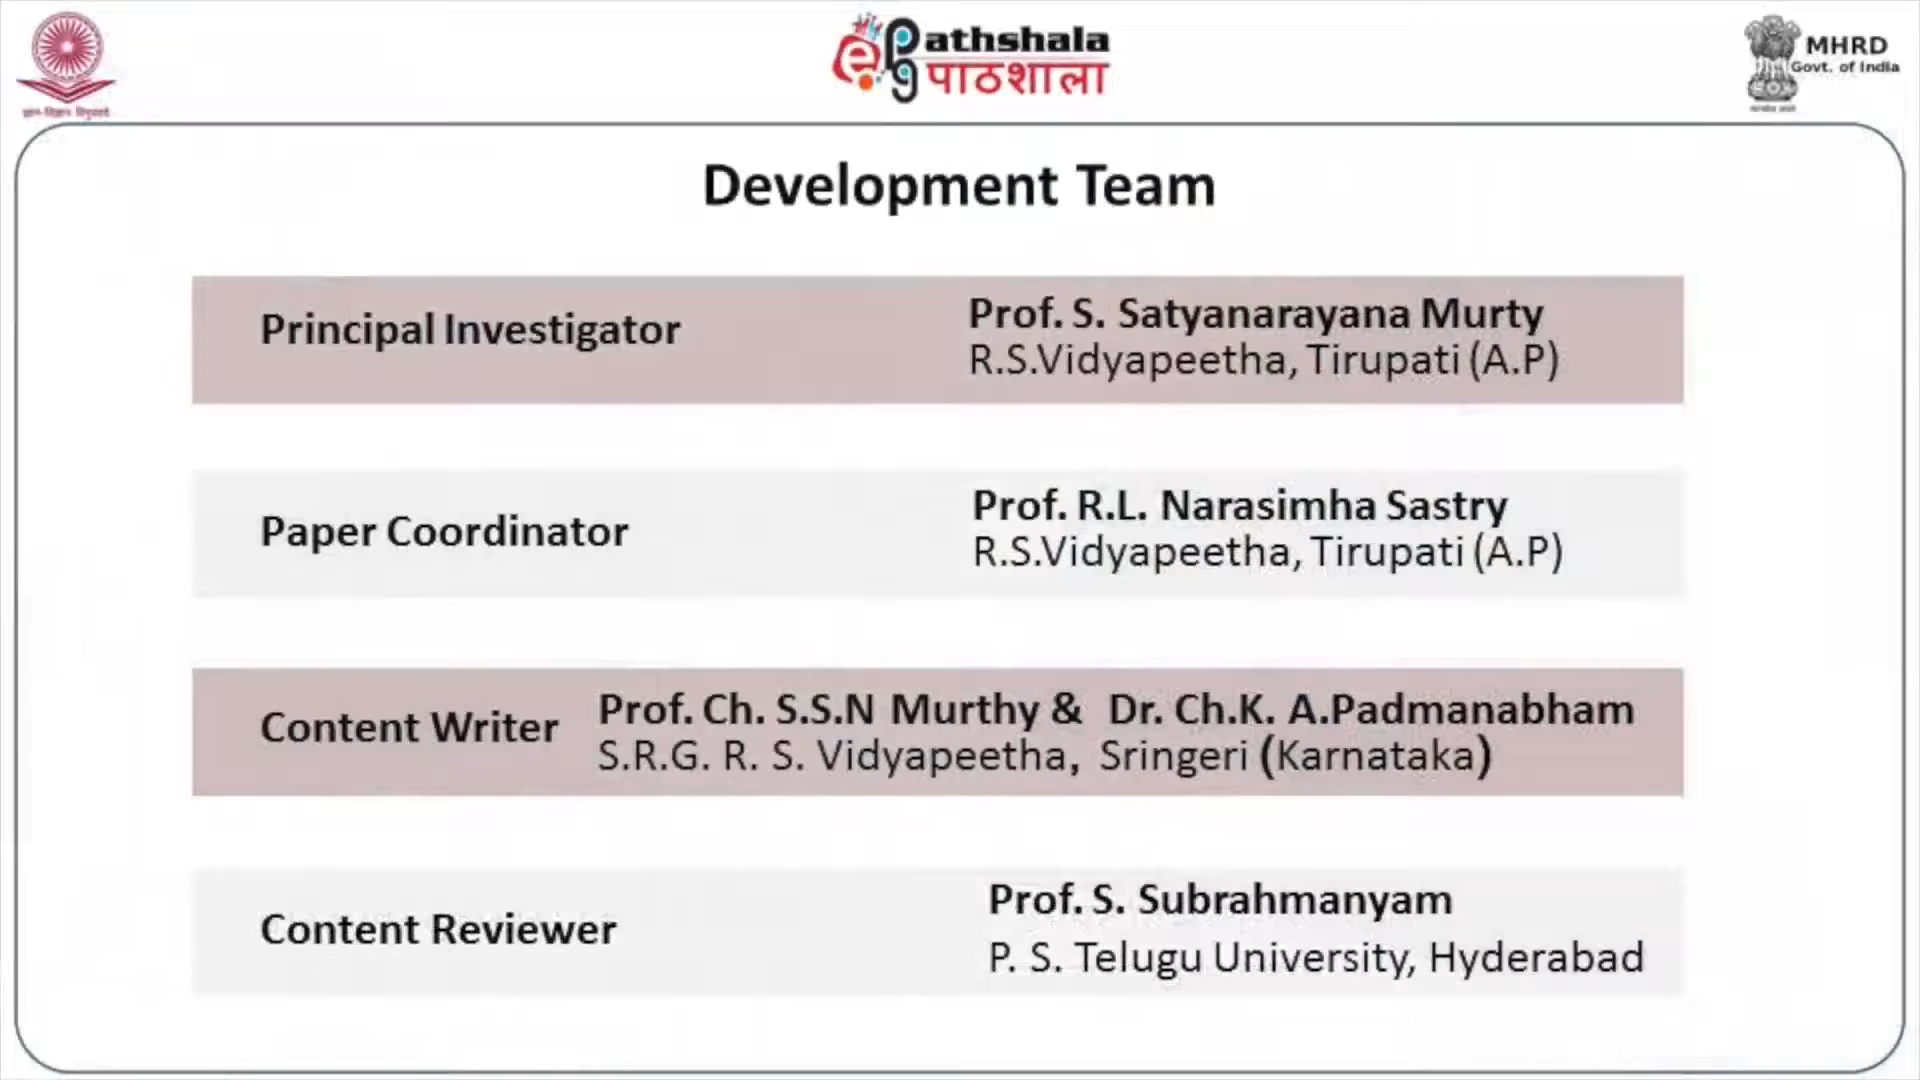 ePG Pathshala
पाठशाला
MHRD
Govt. of India
Development Team
Principal Investigator
Prof. S. Satyanarayana Murty
R.S.Vidyapeetha, Tirupati (A.P)
Paper Coordinator
Prof. R.L. Narasimha Sastry
R.S.Vidyapeetha, Tirupati (A.P)
Content Writer
Prof. Ch. S.S.N Murthy & Dr. Ch.K. A.Padmanabham
S.R.G. R. S. Vidyapeetha, Sringeri (Karnataka)
Content Reviewer
Prof. S. Subrahmanyam
P. S. Telugu University, Hyderabad